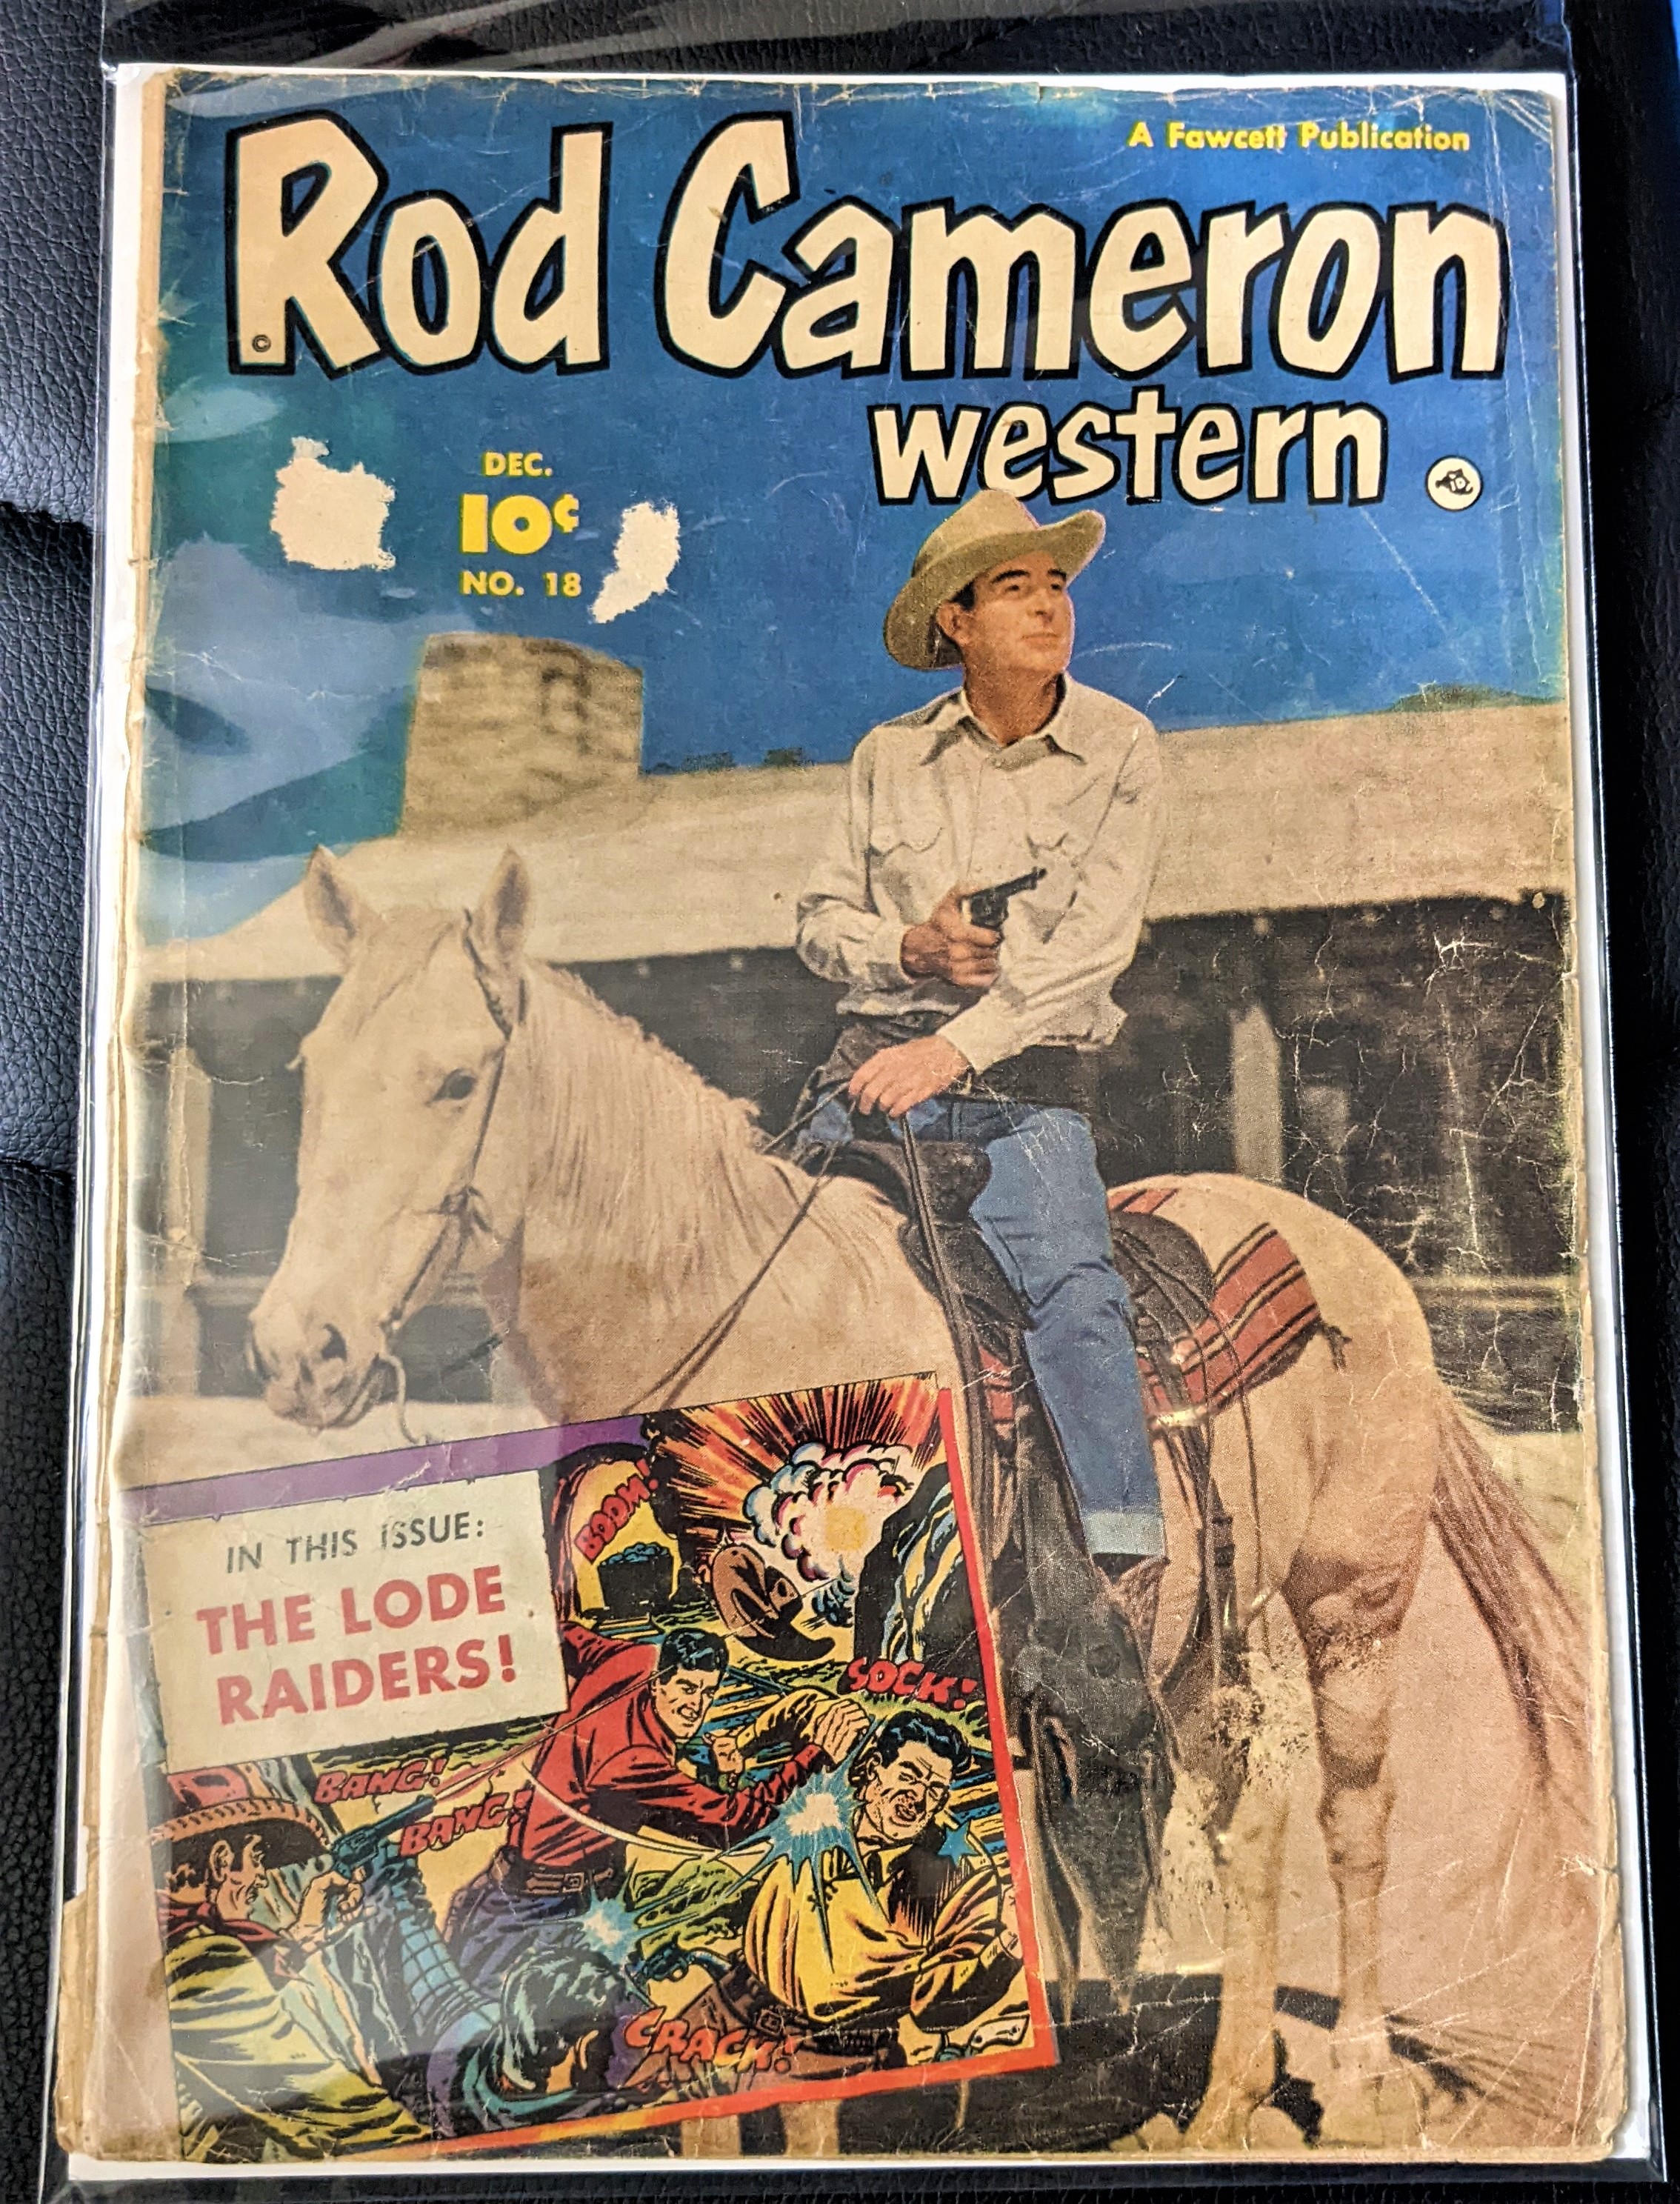 A Fawcett Publication
Rod Cameron
©
western
DEC.
10¢
NO. 18
IN THIS ISSUE:
THE LODE
RAIDERS!
BOOM!
SOCK!
BANG!
BANG!
CRACK!